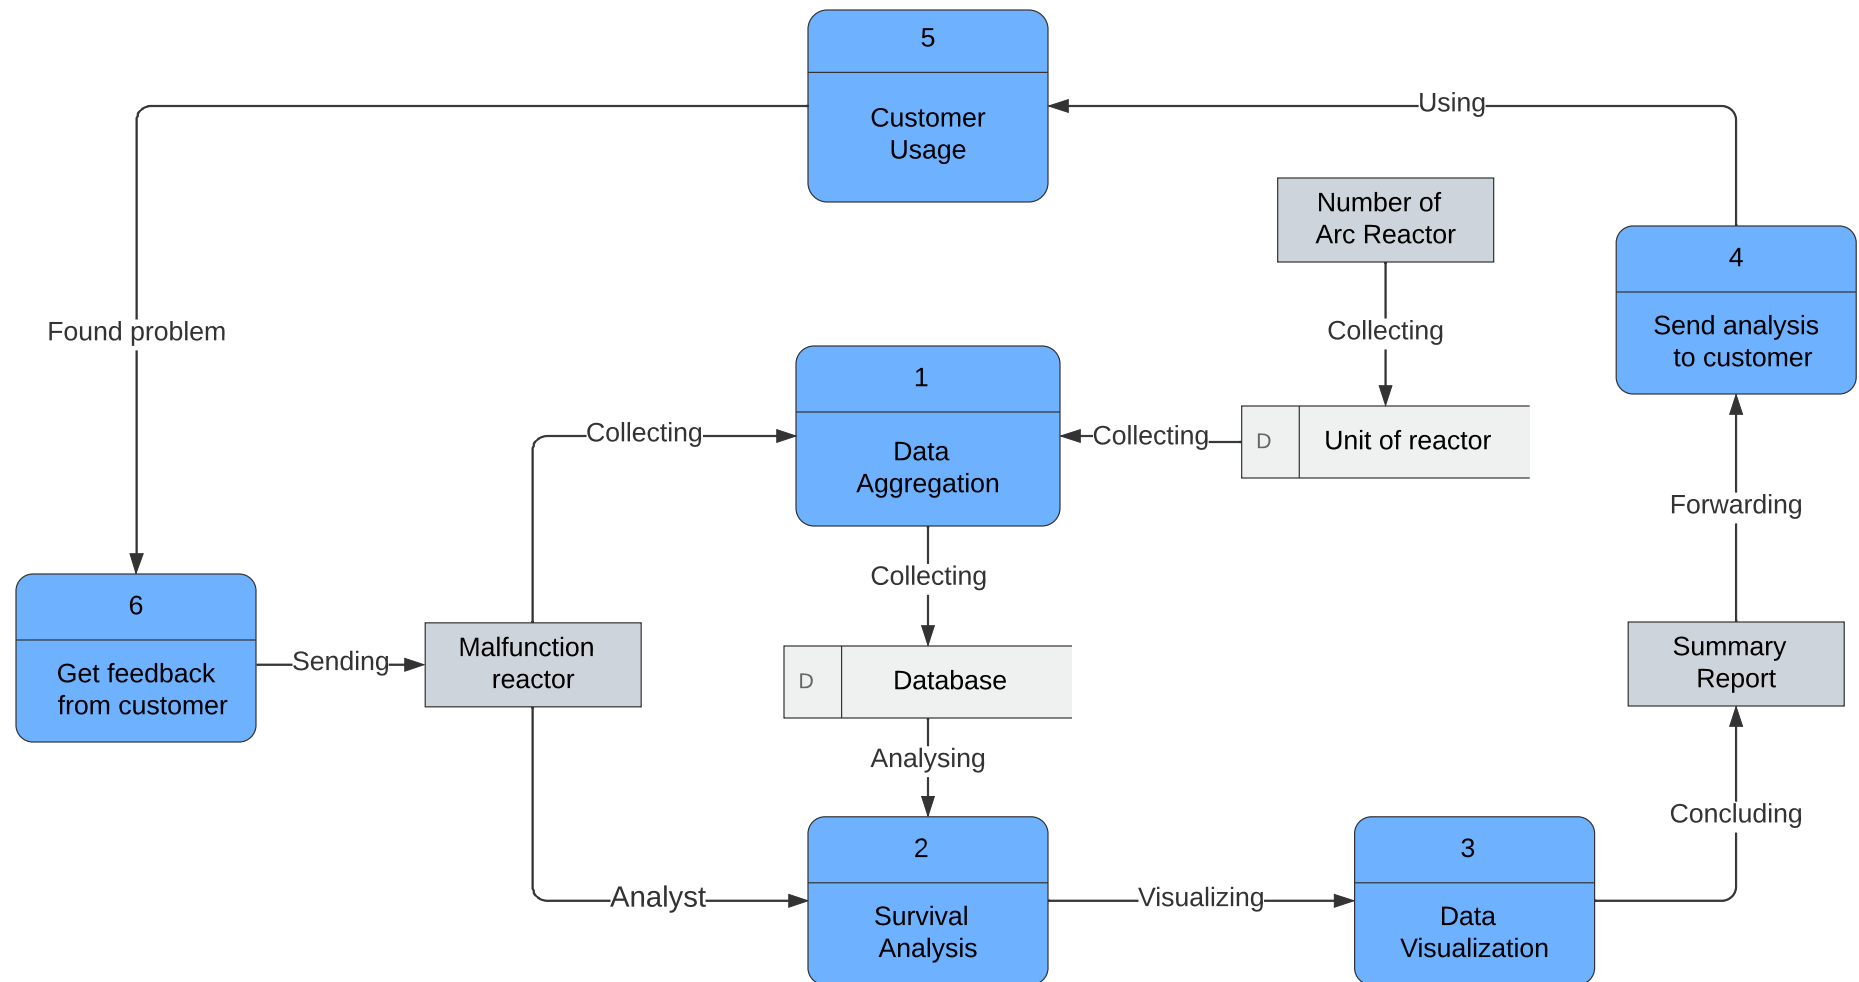 5
Customer
Usage
Using
Number of
Arc Reactor
4
Send analysis
to customer
Found problem
Collecting
1
Data
Aggregation
Collecting
Collecting
D
Unit of reactor
Forwarding
Collecting
6
Get feedback
from customer
Sending
Malfunction
reactor
D
Database
Summary
Report
Analysing
Concluding
2
Survival
Analysis
Analyst
Visualizing
3
Data
Visualization